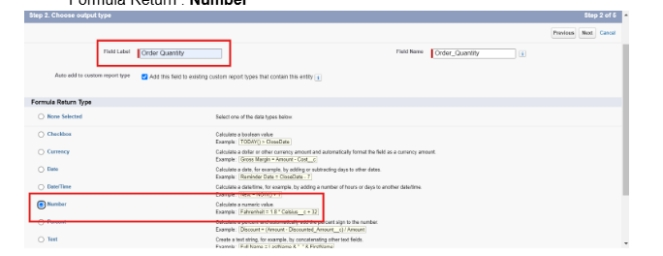 Formula Return : Number
Step 2. Choose output type Step 2 of 5
Previous Next Cancel
Field Label Order Quantity Field Name Order_Quantity i
Auto add to custom report type Add this field to existing custom report types that contain this entity i
Formula Return Type
None Selected Select one of the data types below
Checkbox Calculate a boolean value
Example: TODAY() > CloseDate
Currency Calculate a dollar or other currency amount and automatically format the field as a currency amount.
Example: Gross Margin = Amount - Cost__c
Date Calculate a date, for example, by adding or subtracting days to other dates.
Example: Reminder Date = CloseDate - 7
Date/Time Calculate a date/time, for example, by adding a number of hours or days to another date/time.
Example: Next = NOW() + 1
Number Calculate a numeric value.
Example: Fahrenheit = 1.8 * Celsius__c + 32
Percent Calculate a percent and automatically add the percent sign to the number.
Example: Discount = (Amount - Discounted_Amount__c) / Amount
Text Create a text string, for example, by concatenating other text fields.
Example: Full Name = LastName & ", " & FirstName